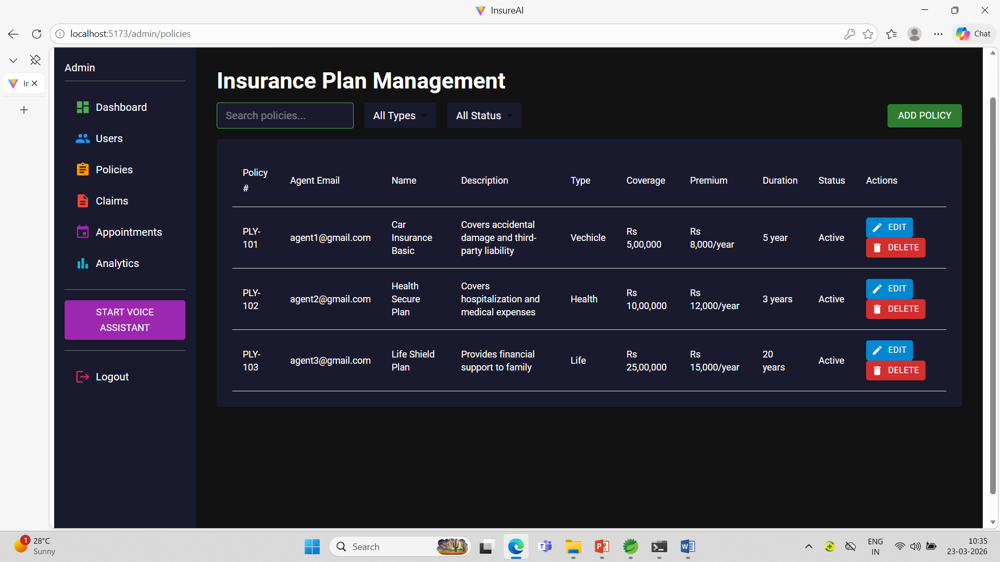 InsureAI
localhost:5173/admin/policies
Chat
In
Admin
Dashboard
Users
Policies
Claims
Appointments
Analytics
START VOICE
ASSISTANT
Logout
Insurance Plan Management
Search policies...
All Types
All Status
ADD POLICY
Policy
#
Agent Email
Name
Description
Type
Coverage
Premium
Duration
Status
Actions
PLY-
101
agent1@gmail.com
Car
Insurance
Basic
Covers accidental
damage and third-
party liability
Vechicle
Rs
5,00,000
Rs
8,000/year
5 year
Active
EDIT
DELETE
PLY-
102
agent2@gmail.com
Health
Secure
Plan
Covers
hospitalization and
medical expenses
Health
Rs
10,00,000
Rs
12,000/year
3 years
Active
EDIT
DELETE
PLY-
103
agent3@gmail.com
Life Shield
Plan
Provides financial
support to family
Life
Rs
25,00,000
Rs
15,000/year
20
years
Active
EDIT
DELETE
1
28°C
Sunny
Search
ENG
IN
10:35
23-03-2026